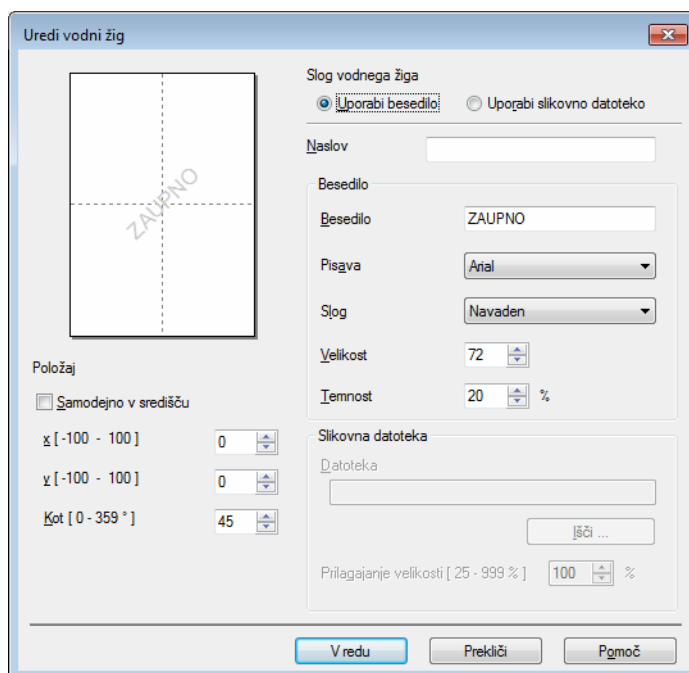 Uredi vodni žig
ZAUPNO
Slog vodnega žiga
Uporabi besedilo Uporabi slikovno datoteko
Naslov
Besedilo
Besedilo ZAUPNO
Pisava Arial
Slog Navaden
Velikost 72
Temnost 20 %
Položaj
Samodejno v središču
x [ -100 - 100 ] 0
y [ -100 - 100 ] 0
Kot [ 0 - 359 ° ] 45
Slikovna datoteka
Datoteka
Išči ...
Prilagajanje velikosti [ 25 - 999 % ] 100 %
V redu Prekliči Pomoč